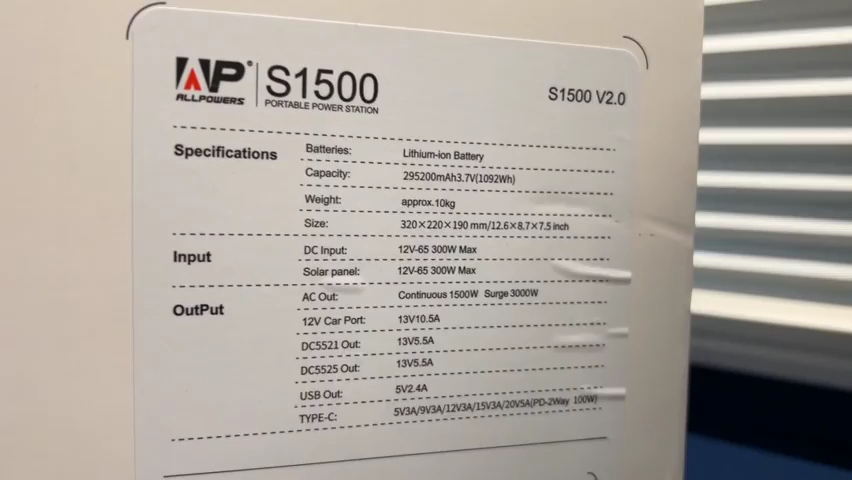 AP®
ALLPOWERS
S1500
PORTABLE POWER STATION
S1500 V2.0
Specifications
Batteries: Lithium-ion Battery
Capacity: 295200mAh3.7V(1092Wh)
Weight: approx.10kg
Size: 320×220×190 mm/12.6×8.7×7.5 inch
Input
DC Input: 12V-65 300W Max
Solar panel: 12V-65 300W Max
OutPut
AC Out: Continuous 1500W Surge 3000W
12V Car Port: 13V10.5A
DC5521 Out: 13V5.5A
DC5525 Out: 13V5.5A
USB Out: 5V2.4A
TYPE-C: 5V3A/9V3A/12V3A/15V3A/20V5A(PD-2Way 100W)